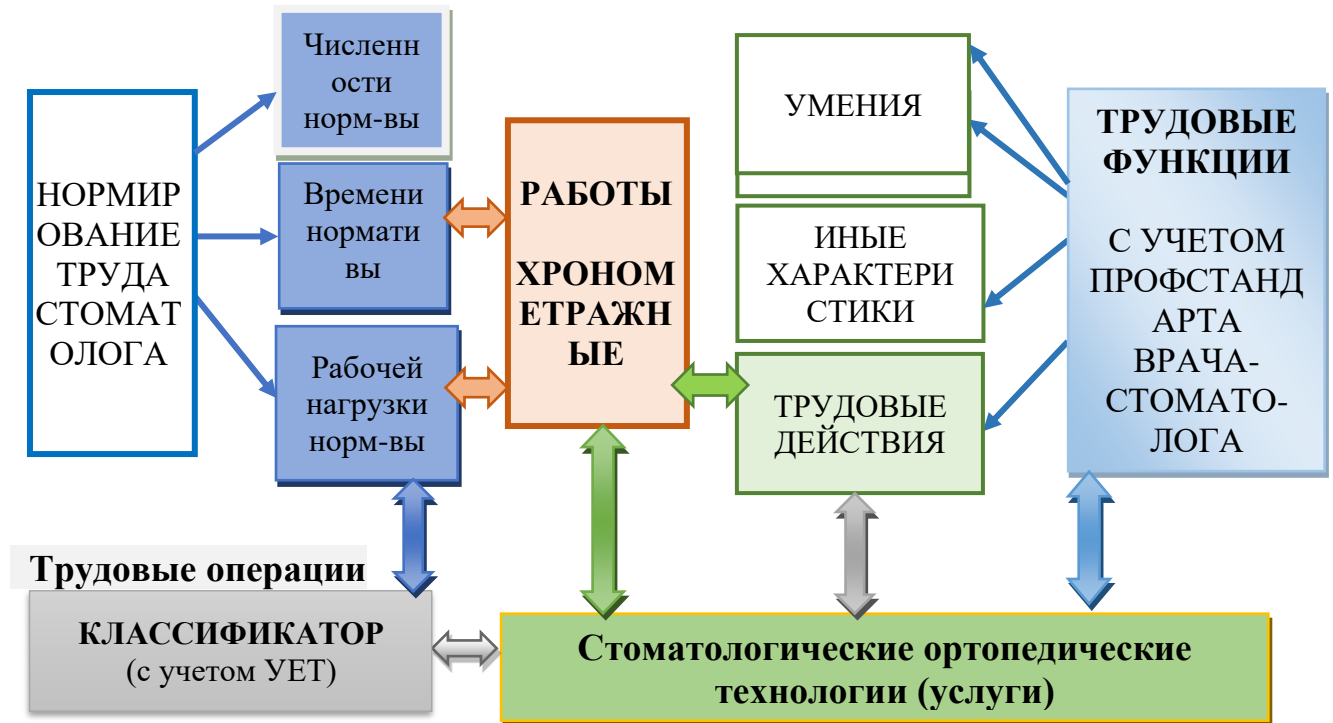 НОРМИР
ОВАНИЕ
ТРУДА
СТОМАТ
ОЛОГА
Численн
ости
норм-вы
Времени
нормати
вы
Рабочей
нагрузки
норм-вы
РАБОТЫ
ХРОНОМ
ЕТРАЖН
ЫЕ
УМЕНИЯ
ИНЫЕ
ХАРАКТЕРИ
СТИКИ
ТРУДОВЫЕ
ДЕЙСТВИЯ
ТРУДОВЫЕ
ФУНКЦИИ
С УЧЕТОМ
ПРОФСТАНД
АРТА
ВРАЧА-
СТОМАТО-
ЛОГА
Трудовые операции
КЛАССИФИКАТОР
(с учетом УЕТ)
Стоматологические ортопедические
технологии (услуги)